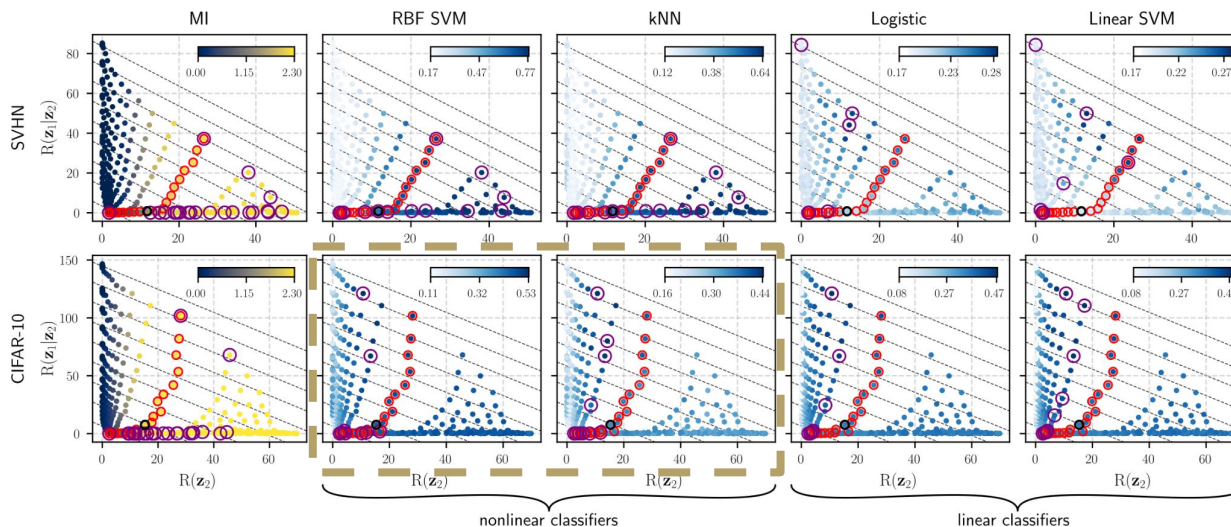 MI RBF SVM kNN Logistic Linear SVM
SVHN
R(z₁|z₂)
80
60
40
20
0
0.00 1.15 2.30
0.17 0.47 0.77
0.12 0.38 0.64
0.17 0.23 0.28
0.17 0.22 0.27
0 20 40
0 20 40
0 20 40
0 20 40
0 20 40
CIFAR-10
R(z₁|z₂)
150
100
50
0
0.00 1.15 2.30
0.11 0.32 0.53
0.16 0.30 0.44
0.08 0.27 0.47
0.08 0.27
0 20 40 60
0 20 40 60
0 20 40 60
0 20 40 60
0 20 40 60
R(z₂) R(z₂) R(z₂) R(z₂) R(z₂)
nonlinear classifiers linear classifiers